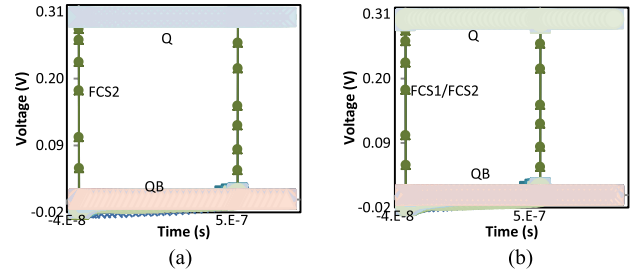 0.31
Q
0.20
Voltage (V)
FCS2
0.09
QB
-0.02
-4.E-8
5.E-7
Time (s)
(a)
0.31
Q
0.20
Voltage (V)
FCS1/FCS2
0.09
QB
-0.02
-4.E-8
5.E-7
Time (s)
(b)